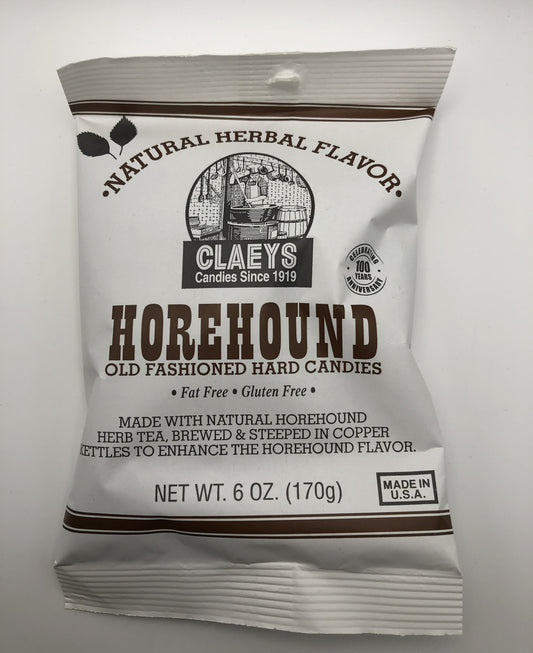 •NATURAL HERBAL FLAVOR•
CLAEYS
Candies Since 1919
CELEBRATING
100
YEARS
ANNIVERSARY
HOREHOUND
OLD FASHIONED HARD CANDIES
• Fat Free • Gluten Free •
MADE WITH NATURAL HOREHOUND
HERB TEA, BREWED & STEEPED IN COPPER
KETTLES TO ENHANCE THE HOREHOUND FLAVOR.
NET WT. 6 OZ. (170g)
MADE IN
U.S.A.